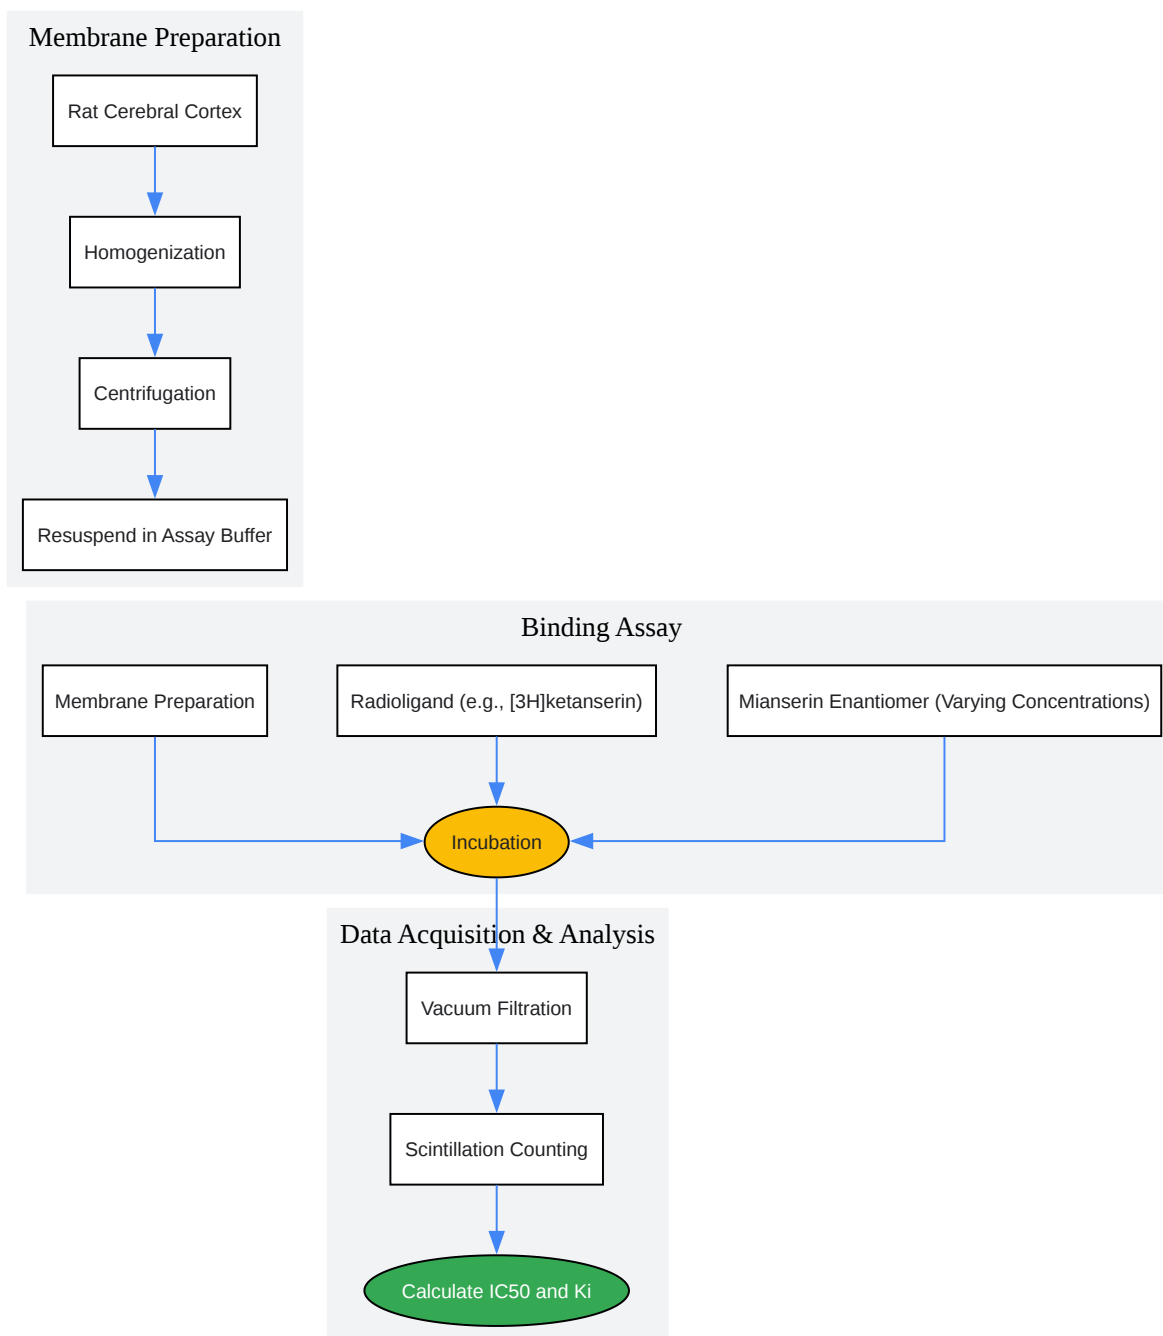 Membrane Preparation
Rat Cerebral Cortex
Homogenization
Centrifugation
Resuspend in Assay Buffer
Binding Assay
Membrane Preparation
Radioligand (e.g., [3H]ketanserin)
Mianserin Enantiomer (Varying Concentrations)
Incubation
Data Acquisition & Analysis
Vacuum Filtration
Scintillation Counting
Calculate IC50 and Ki